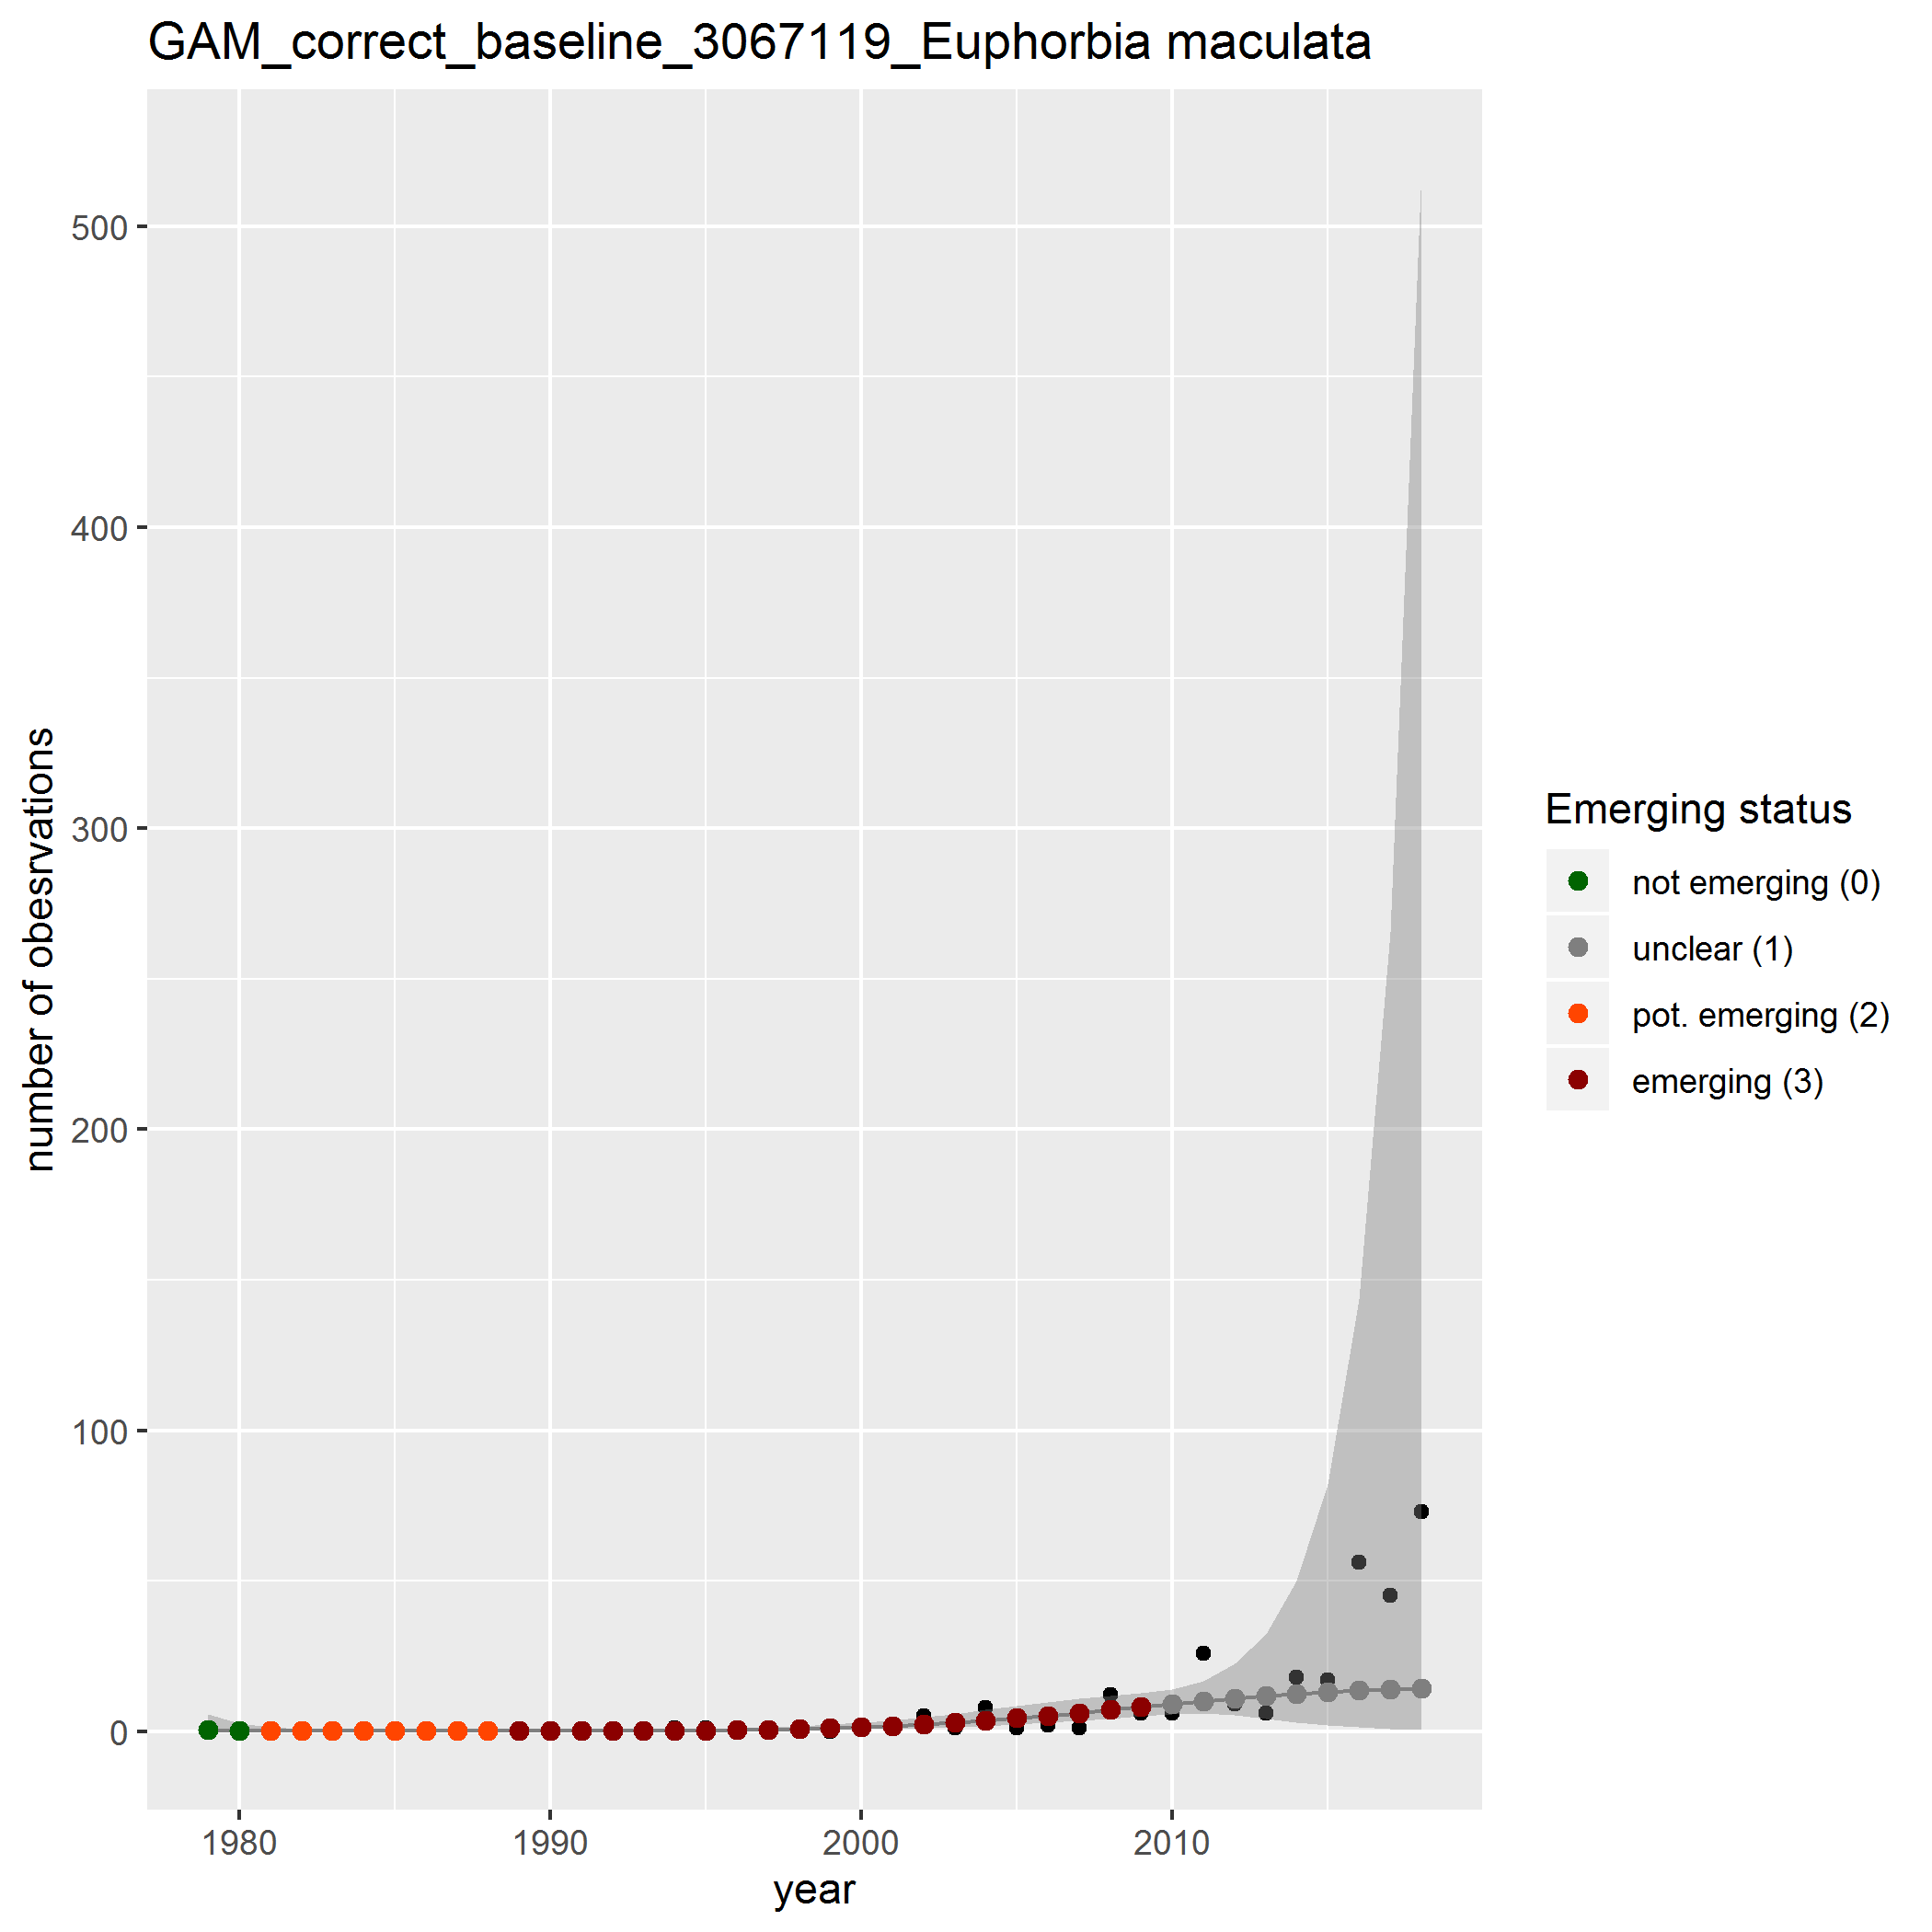 GAM_correct_baseline_3067119_Euphorbia maculata
number of obesrvations
500
400
300
200
100
0
1980
1990
2000
2010
year
Emerging status
not emerging (0)
unclear (1)
pot. emerging (2)
emerging (3)